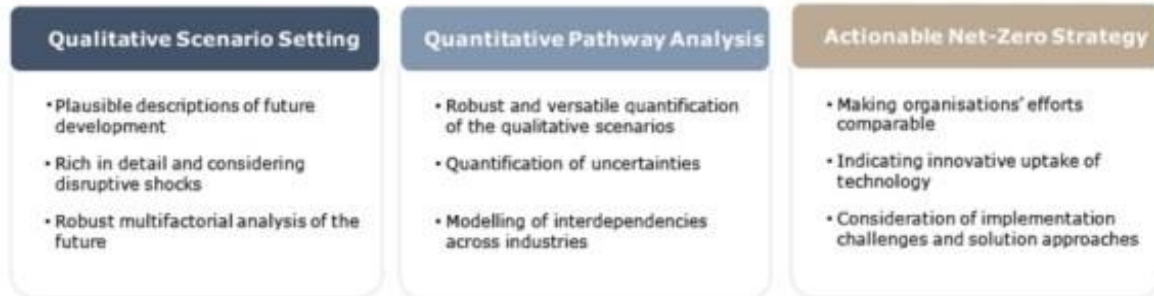 Qualitative Scenario Setting
• Plausible descriptions of future
development
• Rich in detail and considering
disruptive shocks
• Robust multifactorial analysis of the
future
Quantitative Pathway Analysis
• Robust and versatile quantification
of the qualitative scenarios
• Quantification of uncertainties
• Modelling of interdependencies
across industries
Actionable Net-Zero Strategy
• Making organisations' efforts
comparable
• Indicating innovative uptake of
technology
• Consideration of implementation
challenges and solution approaches